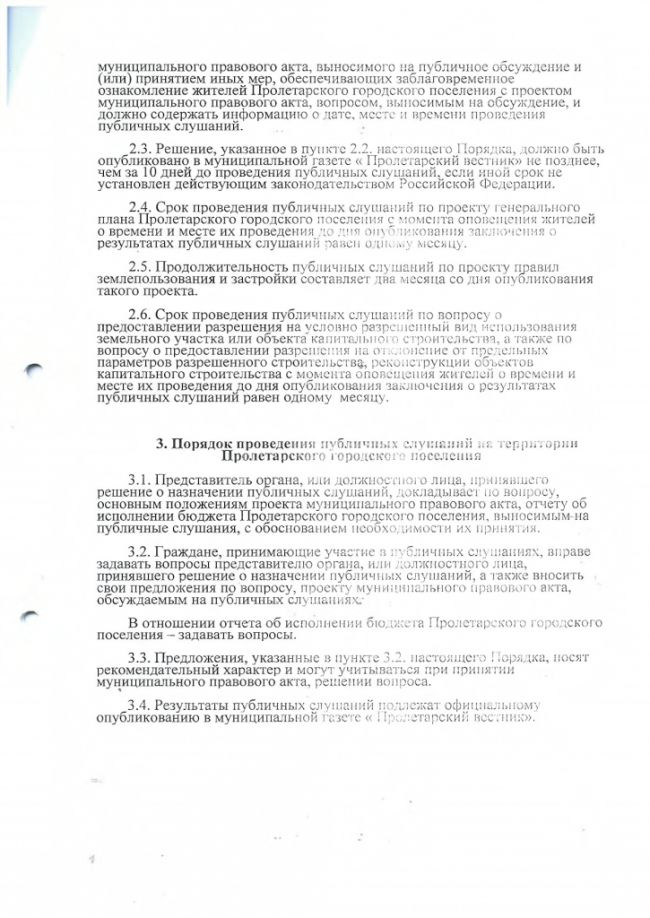 муниципального правового акта, выносимого на публичное обсуждение и
(или) принятием иных мер, обеспечивающих заблаговременное
ознакомление жителей Пролетарского городского поселения с проектом
муниципального правового акта, вопросом, выносимым на обсуждение, и
должно содержать информацию о дате, месте и времени проведения
публичных слушаний.
2.3. Решение, указанное в пункте 2.2. настоящего Порядка, должно быть
опубликовано в муниципальной газете « Пролетарский вестник» не позднее,
чем за 10 дней до проведения публичных слушаний, если иной срок не
установлен действующим законодательством Российской Федерации.
2.4. Срок проведения публичных слушаний по проекту генерального
плана Пролетарского городского поселения с момента оповещения жителей
о времени и месте их проведения до дня опубликования заключения о
результатах публичных слушаний равен одному месяцу.
2.5. Продолжительность публичных слушаний по проекту правил
землепользования и застройки составляет два месяца со дня опубликования
такого проекта.
2.6. Срок проведения публичных слушаний по вопросу о
предоставлении разрешения на условно разрешенный вид использования
земельного участка или объекта капитального строительства, а также по
вопросу о предоставлении разрешения на отклонение от предельных
параметров разрешенного строительства, реконструкции объектов
капитального строительства с момента оповещения жителей о времени и
месте их проведения до дня опубликования заключения о результатах
публичных слушаний равен одному месяцу.
3. Порядок проведения публичных слушаний на территории
Пролетарского городского поселения
3.1. Представитель органа, или должностного лица, принявшего
решение о назначении публичных слушаний, докладывает по вопросу,
основным положениям проекта муниципального правового акта, отчету об
исполнении бюджета Пролетарского городского поселения, выносимым на
публичные слушания, с обоснованием необходимости их принятия.
3.2. Граждане, принимающие участие в публичных слушаниях, вправе
задавать вопросы представителю органа, или должностного лица,
принявшего решение о назначении публичных слушаний, а также вносить
свои предложения по вопросу, проекту муниципального правового акта,
обсуждаемым на публичных слушаниях.
В отношении отчета об исполнении бюджета Пролетарского городского
поселения – задавать вопросы.
3.3. Предложения, указанные в пункте 3.2. настоящего Порядка, носят
рекомендательный характер и могут учитываться при принятии
муниципального правового акта, решении вопроса.
3.4. Результаты публичных слушаний подлежат официальному
опубликованию в муниципальной газете « Пролетарский вестник».